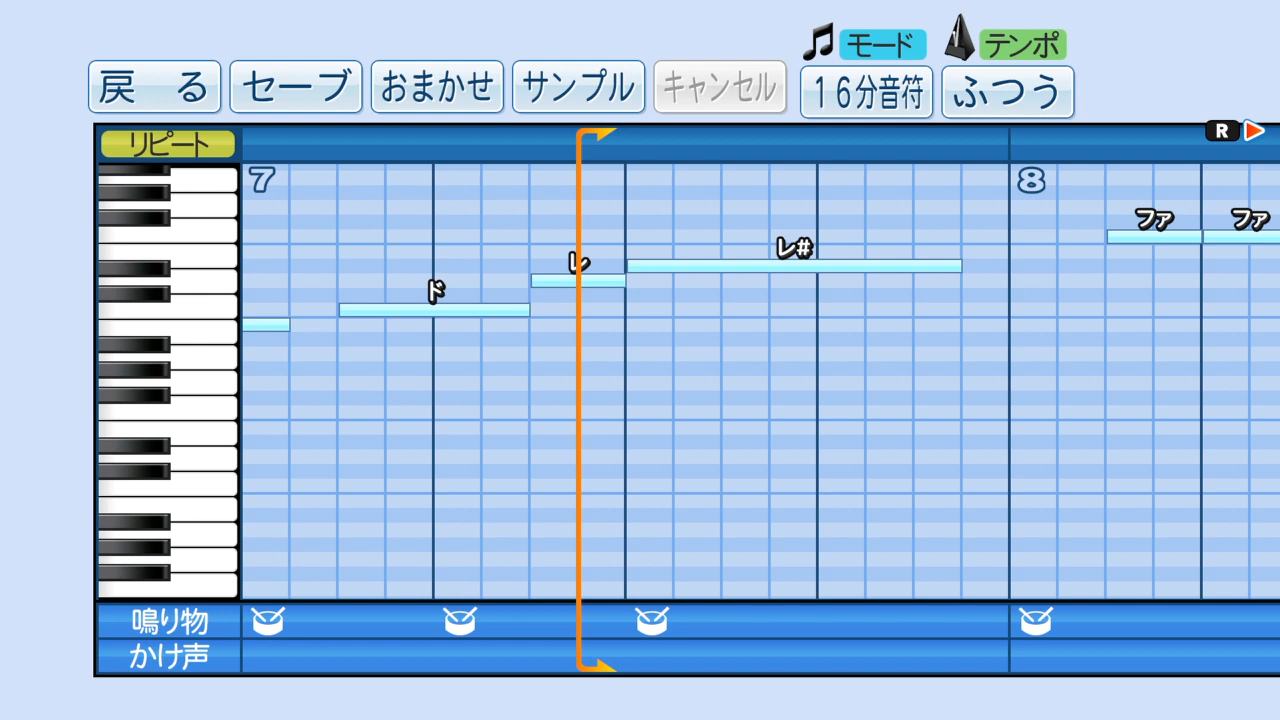 モード テンポ
戻 る セーブ おまかせ サンプル キャンセル 16分音符 ふつう
リピート R
7 8
ファ ファ
レ#
レ
ド
鳴り物
かけ声